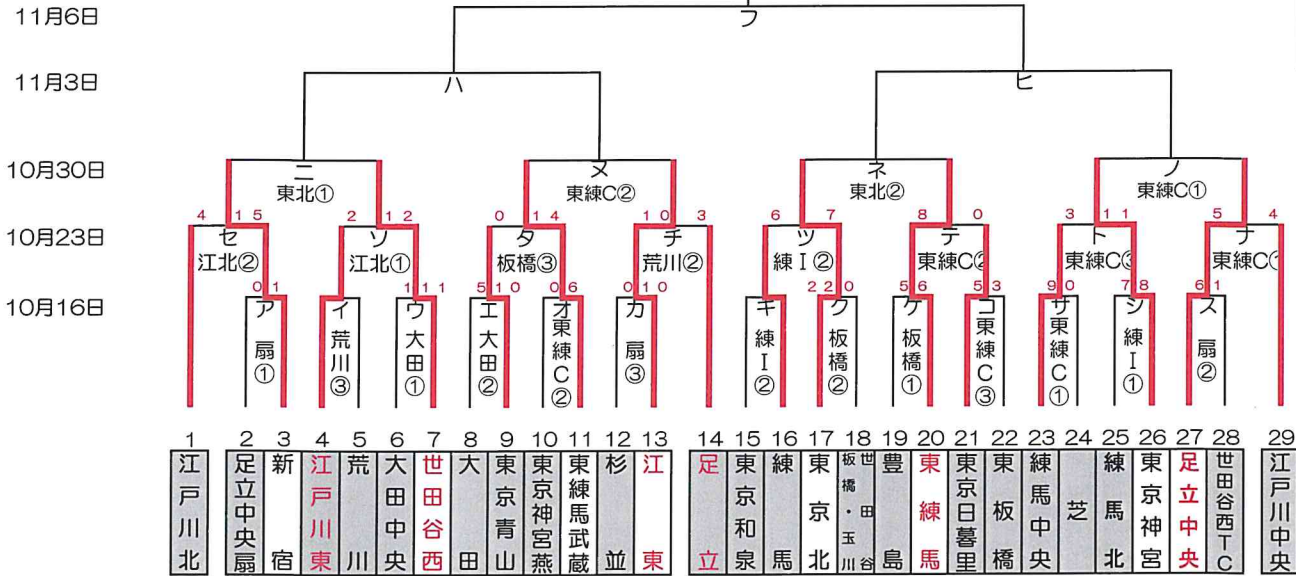 11月6日
フ
11月3日
ハ
ヒ
10月30日
ニ
ヌ
ネ
ノ
東北①
東練C②
東北②
東練C①
4 1 5 2 1 2 0 1 4 1 0 3 6 7 8 0 3 1 1 5 4
10月23日
セ ソ タ チ ツ テ ト ナ
江北② 江北① 板橋③ 荒川② 練I② 東練C② 東練C③ 東練C①
0 1 1 1 1 5 1 0 0 6 0 1 0 2 2 0 5 6 5 3 9 0 7 8 6 1
10月16日
ア イ ウ エ オ カ キ ク ケ コ サ シ ス
扇① 荒川③ 大田① 大田② 東練C② 扇③ 練I② 板橋② 板橋① 東練C③ 東練C① 練I① 扇②
1 2 3 4 5 6 7 8 9 10 11 12 13 14 15 16 17 18 19 20 21 22 23 24 25 26 27 28 29
江戸川北
足立中央扇
新宿
江戸川東
荒川
大田中央
世田谷西
大田
東京青山
東京神宮燕
東練馬武蔵
杉並
江東
足立
東京和泉
練馬
東京北
世田谷
板橋・玉川
豊島
東練馬
東京日暮里
東板橋
練馬中央
芝
練馬北
東京神宮
足立中央
世田谷西TC
江戸川中央